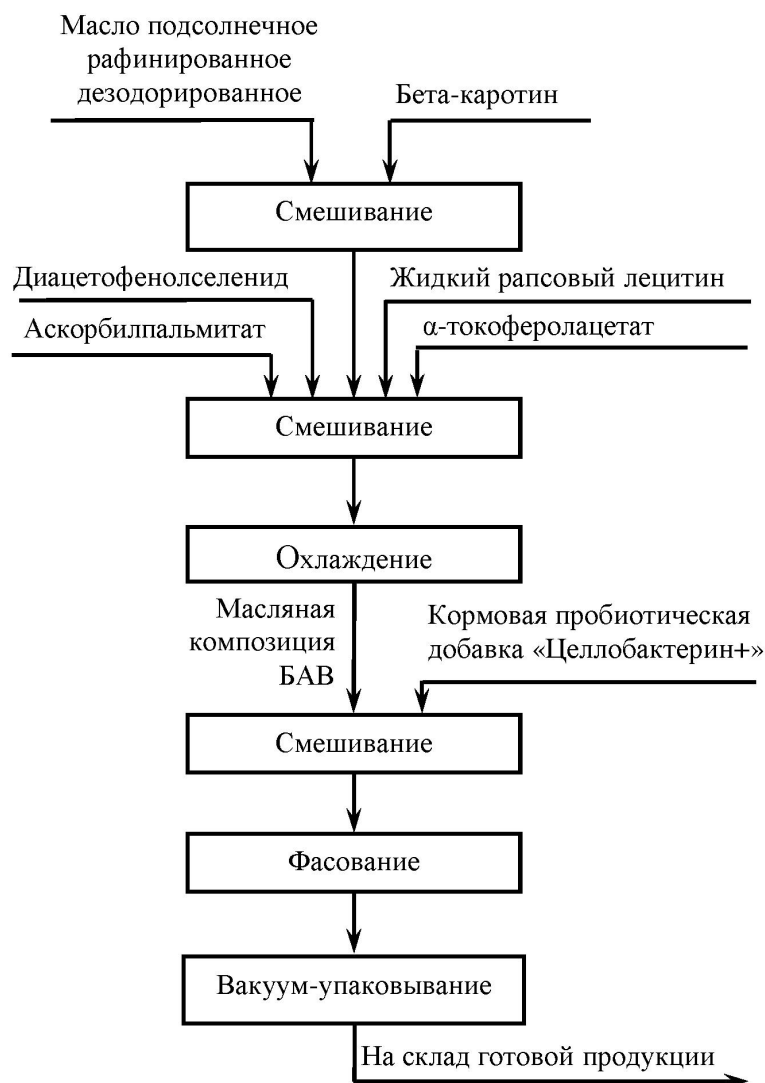 Масло подсолнечное
рафинированное
дезодорированное
Бета-каротин
Смешивание
Диацетофенолселенид
Жидкий рапсовый лецитин
Аскорбилпальмитат
α-токоферолацетат
Смешивание
Охлаждение
Масляная
композиция
БАВ
Кормовая пробиотическая
добавка «Целлобактерин+»
Смешивание
Фасование
Вакуум-упаковывание
На склад готовой продукции